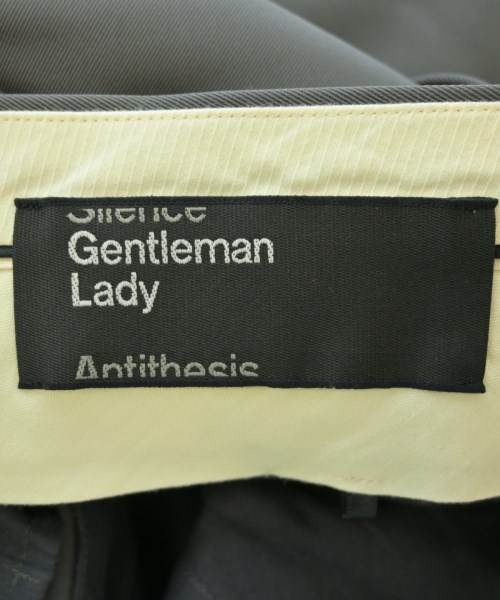 Silence
Gentleman
Lady
Antithesis